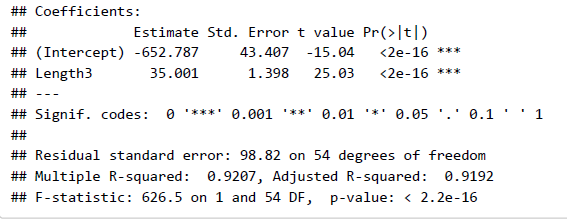 ## Coefficients:
##             Estimate Std. Error t value Pr(>|t|)
## (Intercept) -652.787     43.407  -15.04   <2e-16 ***
## Length3       35.001      1.398   25.03   <2e-16 ***
## ---
## Signif. codes:  0 '***' 0.001 '**' 0.01 '*' 0.05 '.' 0.1 ' ' 1
##
## Residual standard error: 98.82 on 54 degrees of freedom
## Multiple R-squared:  0.9207, Adjusted R-squared:  0.9192
## F-statistic: 626.5 on 1 and 54 DF,  p-value: < 2.2e-16